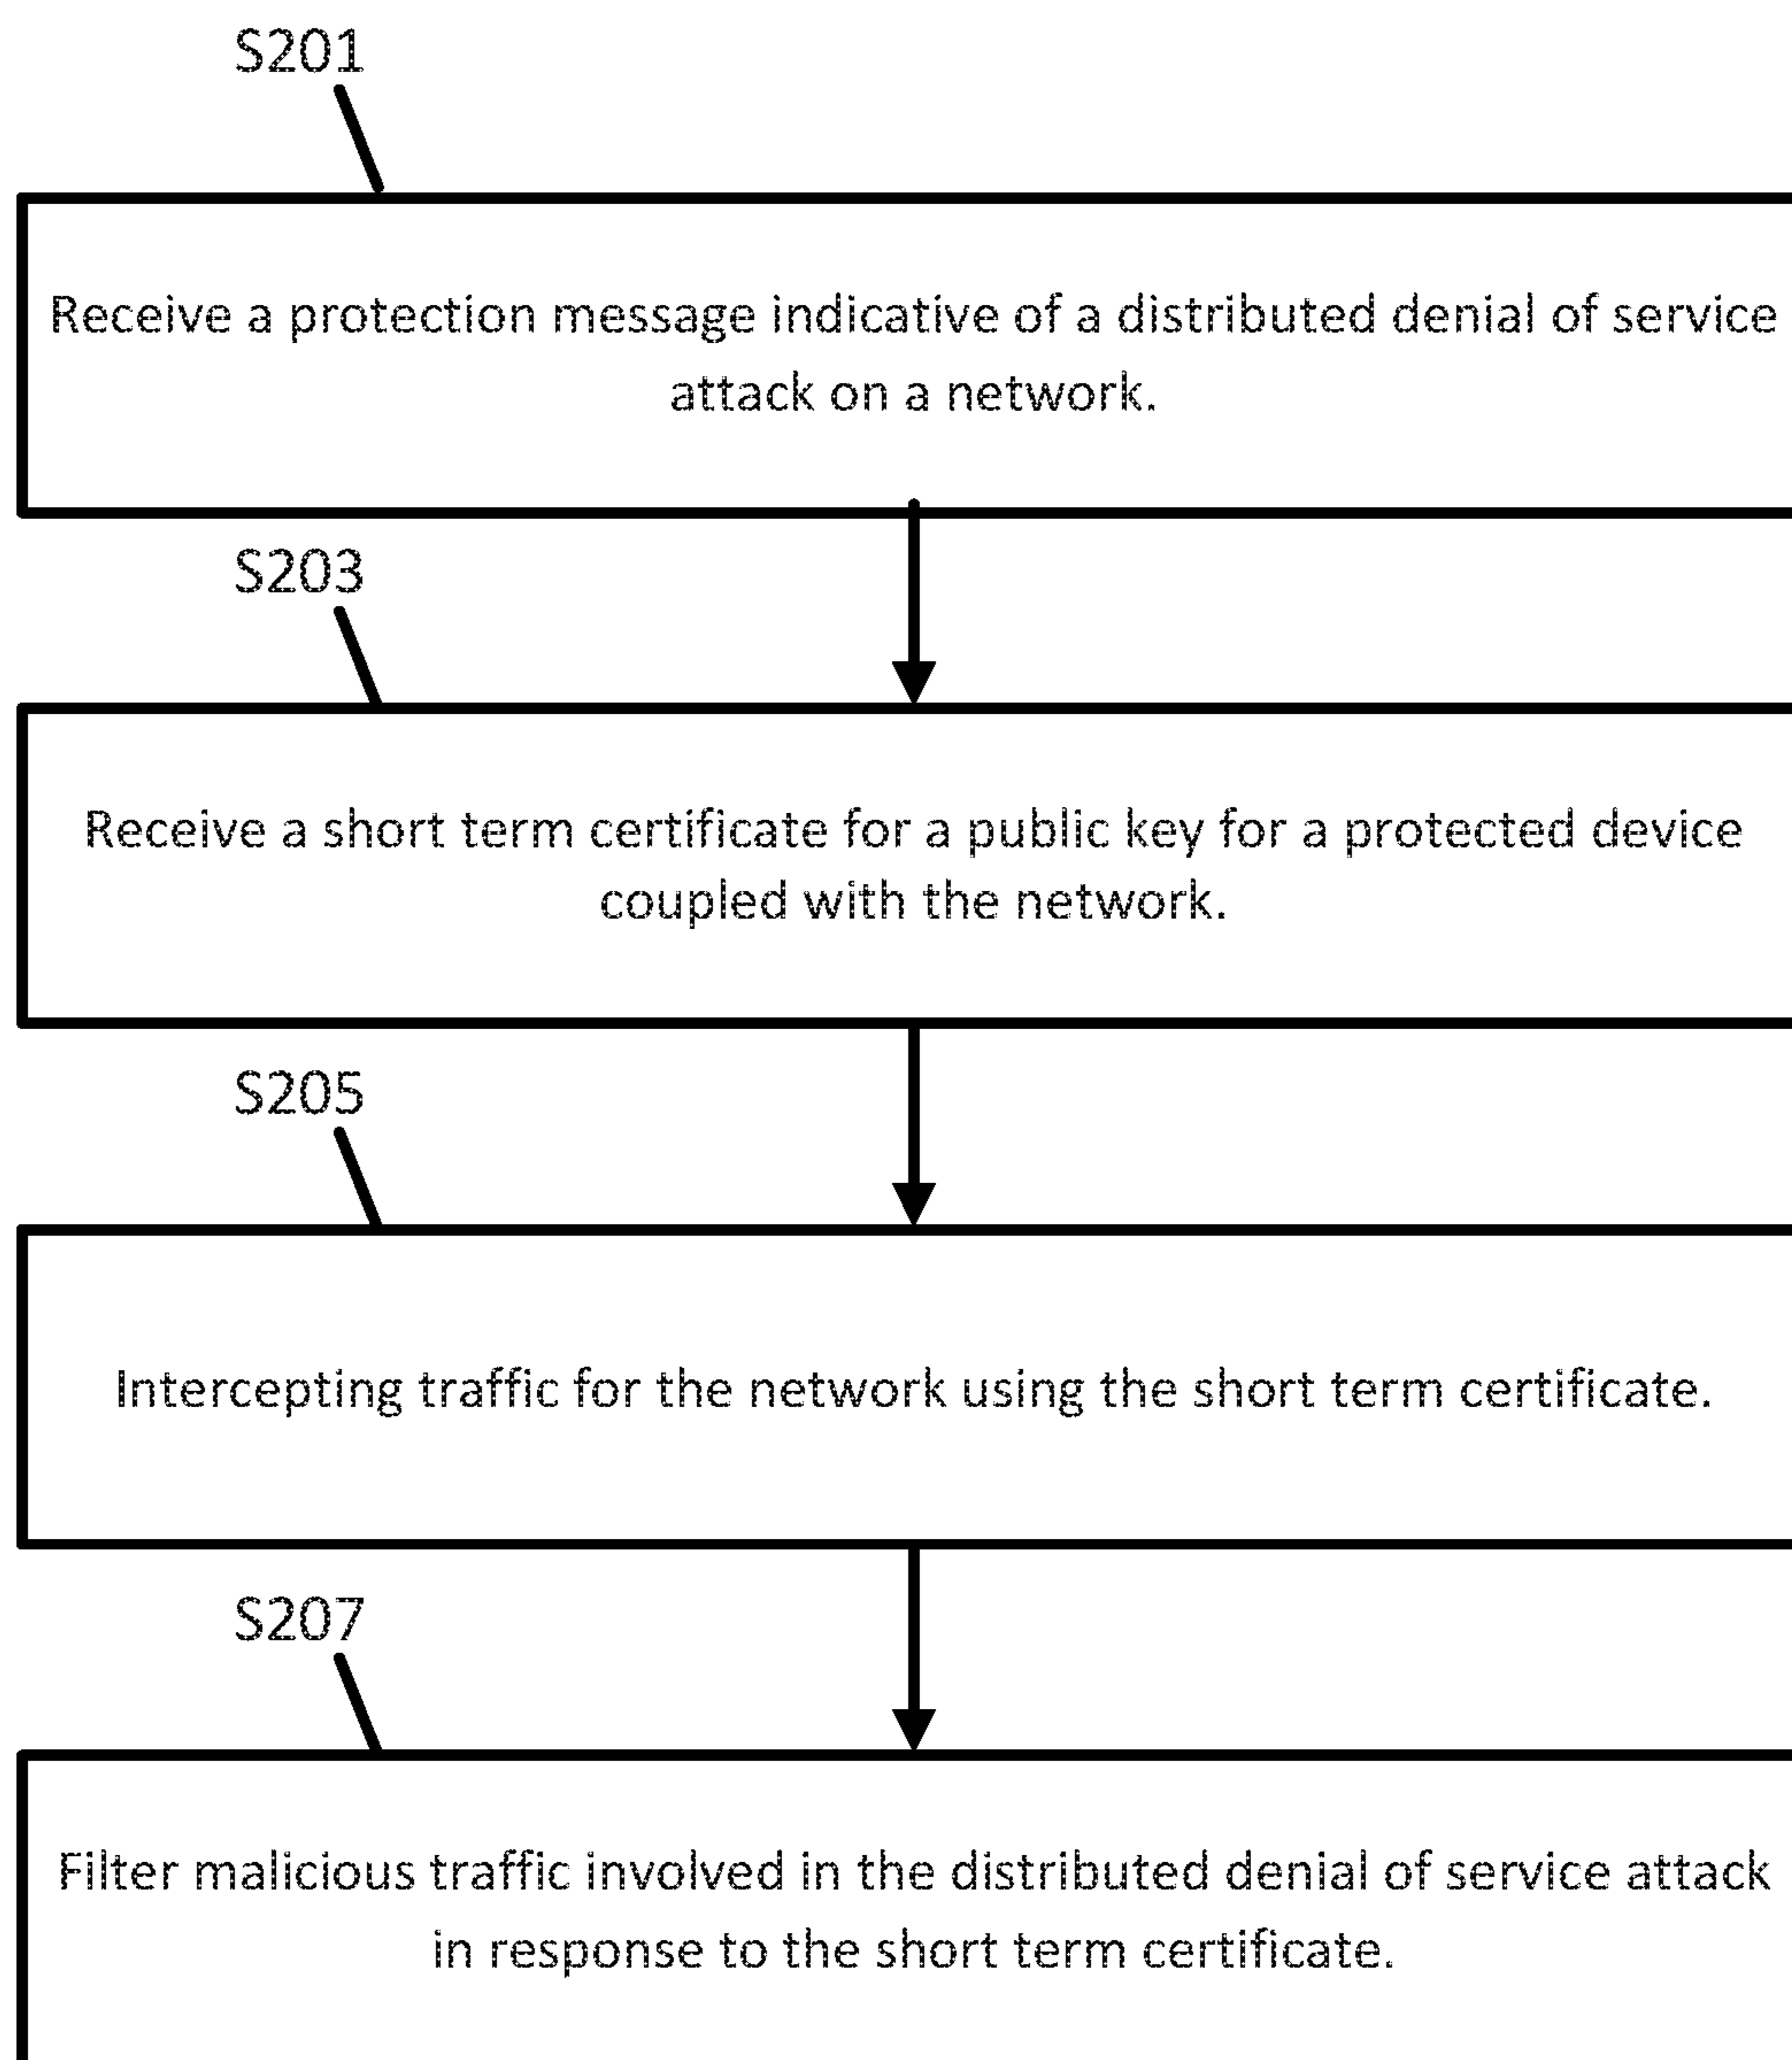 S201
Receive a protection message indicative of a distributed denial of service
attack on a network.
S203
Receive a short term certificate for a public key for a protected device
coupled with the network.
S205
Intercepting traffic for the network using the short term certificate.
S207
Filter malicious traffic involved in the distributed denial of service attack
in response to the short term certificate.